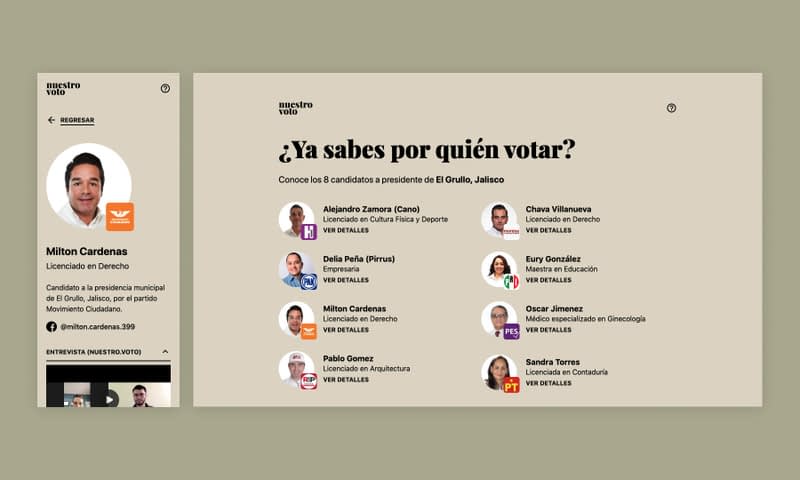 nuestro
voto
REGRESAR
Milton Cardenas
Licenciado en Derecho
Candidato a la presidencia municipal
de El Grullo, Jalisco, por el partido
Movimiento Ciudadano.
@milton.cardenas.399
ENTREVISTA (NUESTRO.VOTO)
nuestro
voto
¿Ya sabes por quién votar?
Conoce los 8 candidatos a presidente de El Grullo, Jalisco
Alejandro Zamora (Cano)
Licenciado en Cultura Física y Deporte
VER DETALLES
Delia Peña (Pirrus)
Empresaria
VER DETALLES
PAN
Milton Cardenas
Licenciado en Derecho
VER DETALLES
Pablo Gomez
Licenciado en Arquitectura
VER DETALLES
Chava Villanueva
Licenciado en Derecho
VER DETALLES
morena
Eury González
Maestra en Educación
VER DETALLES
PRI
Oscar Jimenez
Médico especializado en Ginecología
VER DETALLES
PES
Sandra Torres
Licenciada en Contaduría
VER DETALLES
PT